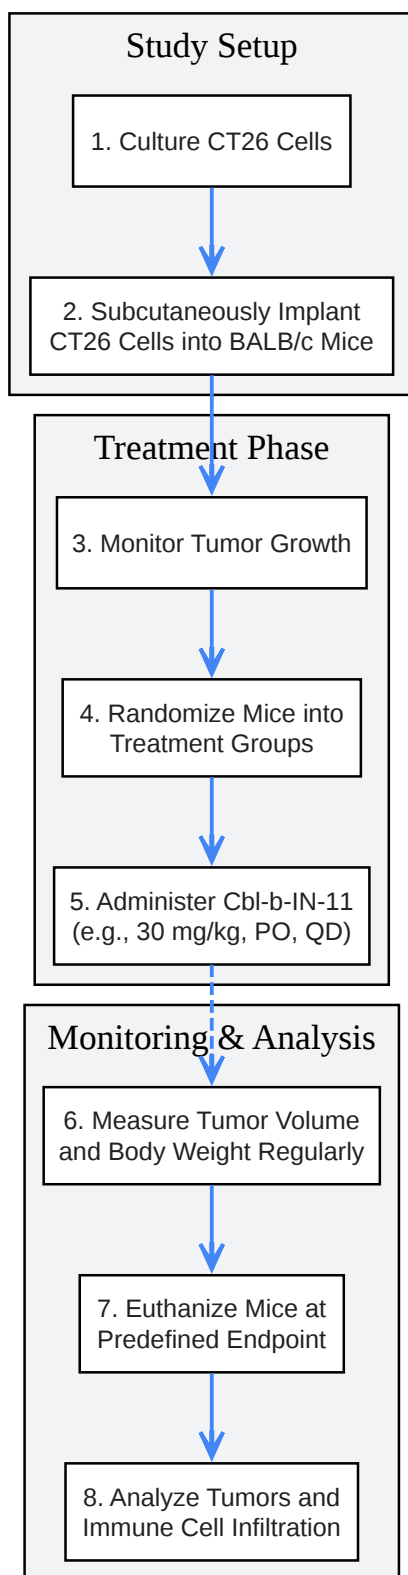 Study Setup
1. Culture CT26 Cells
2. Subcutaneously Implant
CT26 Cells into BALB/c Mice
Treatment Phase
3. Monitor Tumor Growth
4. Randomize Mice into
Treatment Groups
5. Administer Cbl-b-IN-11
(e.g., 30 mg/kg, PO, QD)
Monitoring & Analysis
6. Measure Tumor Volume
and Body Weight Regularly
7. Euthanize Mice at
Predefined Endpoint
8. Analyze Tumors and
Immune Cell Infiltration